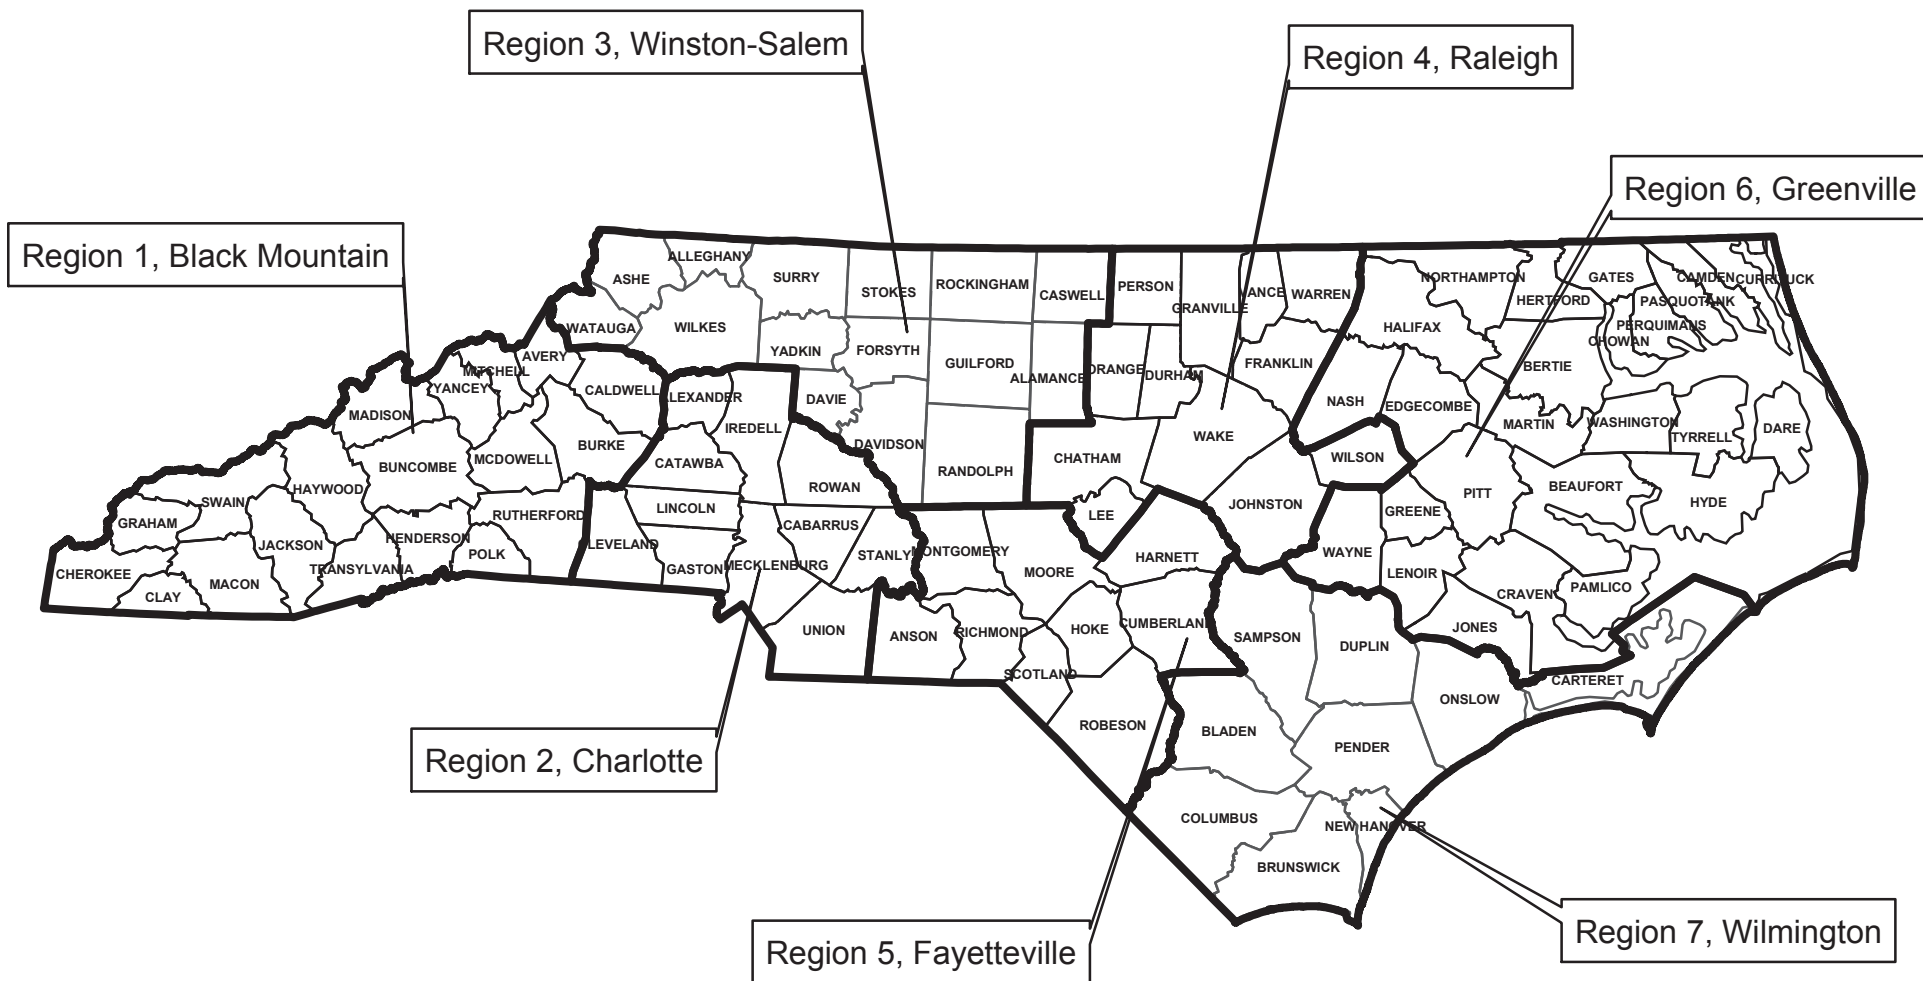 Region 3, Winston-Salem
Region 4, Raleigh
Region 6, Greenville
Region 1, Black Mountain
ALLEGHANY
ASHE
SURRY
STOKES
ROCKINGHAM
CASWELL
PERSON
GRANVILLE
VANCE
WARREN
NORTHAMPTON
GATES
CAMDEN
CURRITUCK
HERTFORD
PASQUOTANK
PERQUIMANS
CHOWAN
HALIFAX
WATAUGA
WILKES
YADKIN
FORSYTH
GUILFORD
ALAMANCE
ORANGE
DURHAM
FRANKLIN
BERTIE
AVERY
MITCHELL
YANCEY
CALDWELL
ALEXANDER
DAVIE
IREDELL
NASH
EDGECOMBE
MARTIN
WASHINGTON
TYRRELL
DARE
MADISON
BUNCOMBE
MCDOWELL
BURKE
CATAWBA
DAVIDSON
RANDOLPH
CHATHAM
WAKE
WILSON
HAYWOOD
ROWAN
PITT
BEAUFORT
HYDE
SWAIN
GRAHAM
RUTHERFORD
LINCOLN
CABARRUS
LEE
JOHNSTON
GREENE
JACKSON
HENDERSON
POLK
CLEVELAND
STANLY
MONTGOMERY
HARNETT
WAYNE
CHEROKEE
MACON
TRANSYLVANIA
GASTON
MECKLENBURG
MOORE
LENOIR
PAMLICO
CLAY
CRAVEN
UNION
ANSON
RICHMOND
HOKE
CUMBERLAND
SAMPSON
DUPLIN
JONES
SCOTLAND
CARTERET
ONSLOW
ROBESON
BLADEN
PENDER
Region 2, Charlotte
COLUMBUS
NEW HANOVER
BRUNSWICK
Region 7, Wilmington
Region 5, Fayetteville